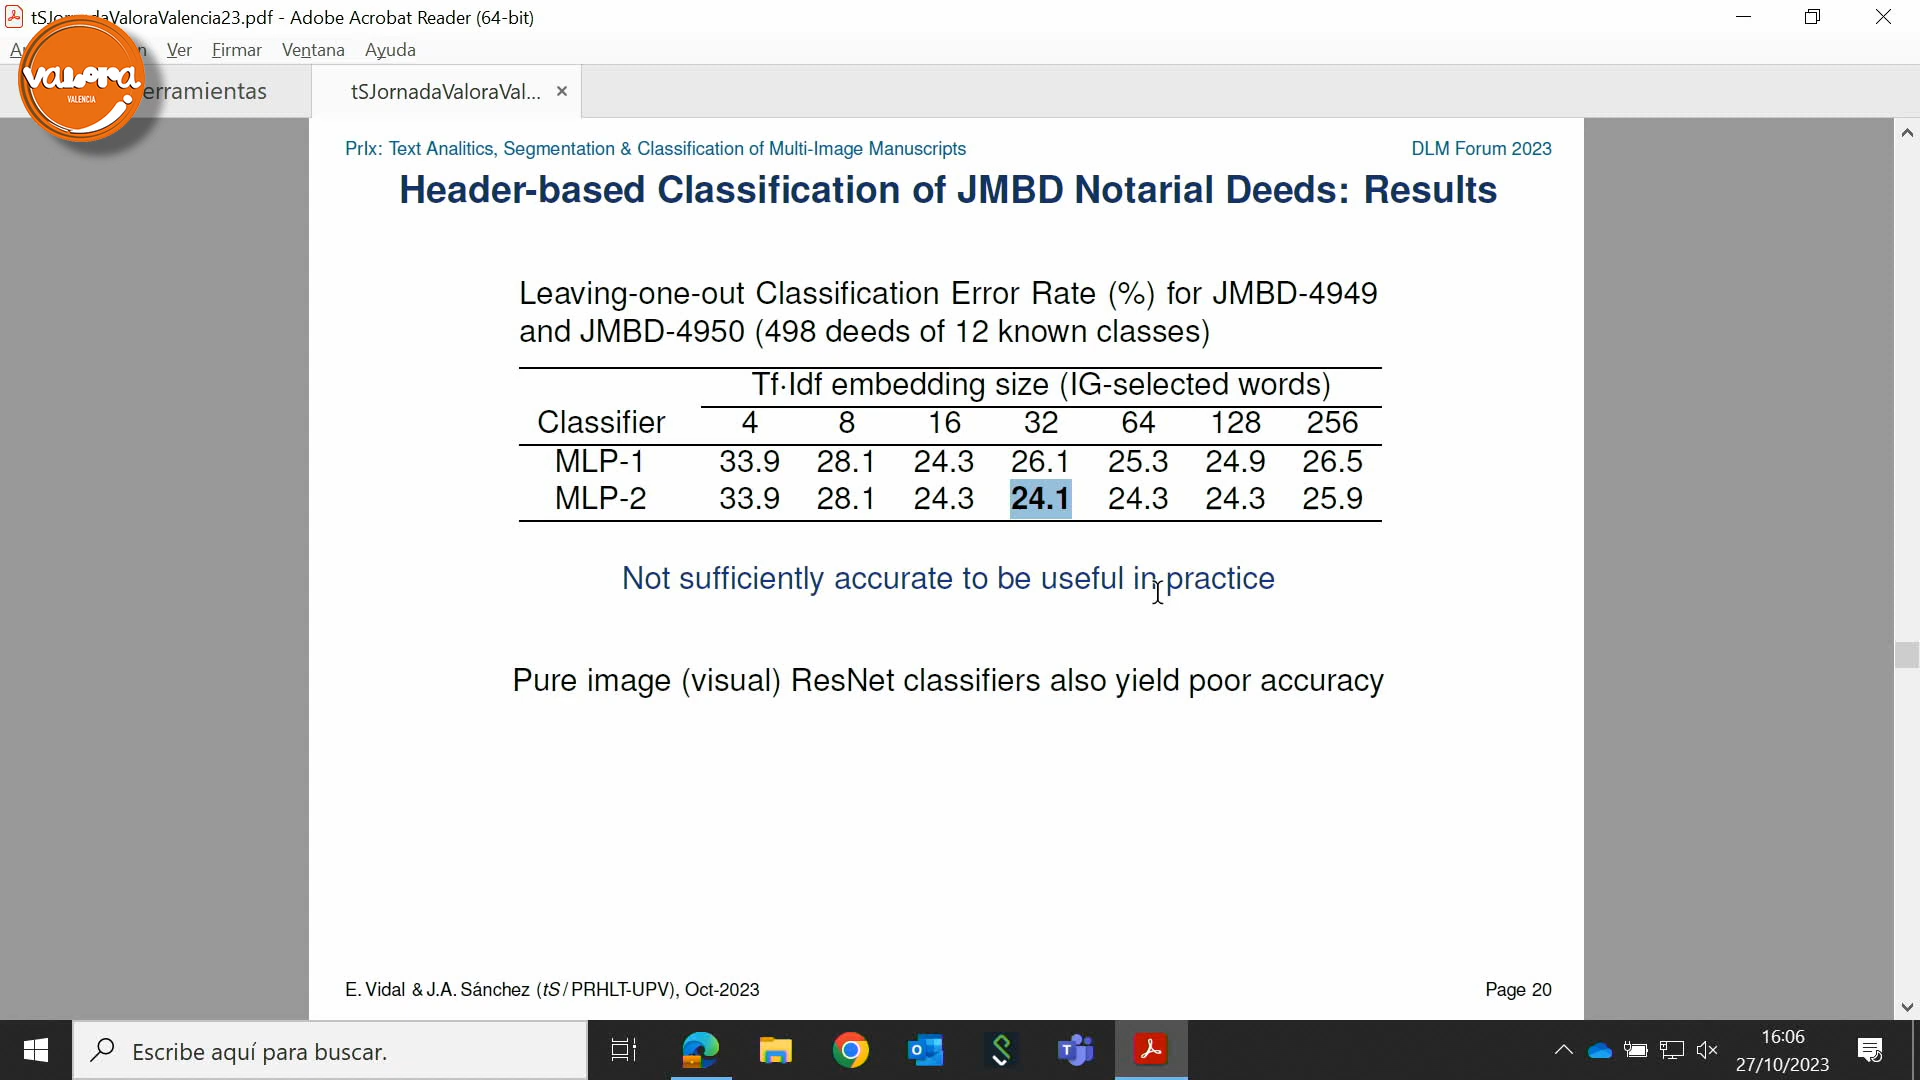 tSJornadaValoraValencia23.pdf - Adobe Acrobat Reader (64-bit)
Ver Firmar Ventana Ayuda
valora
VALENCIA
erramientas
tSJornadaValoraVal...
PrIx: Text Analitics, Segmentation & Classification of Multi-Image Manuscripts
DLM Forum 2023
Header-based Classification of JMBD Notarial Deeds: Results
Leaving-one-out Classification Error Rate (%) for JMBD-4949
and JMBD-4950 (498 deeds of 12 known classes)
Tf·Idf embedding size (IG-selected words)
Classifier 4 8 16 32 64 128 256
MLP-1 33.9 28.1 24.3 26.1 25.3 24.9 26.5
MLP-2 33.9 28.1 24.3 24.1 24.3 24.3 25.9
Not sufficiently accurate to be useful in practice
Pure image (visual) ResNet classifiers also yield poor accuracy
E. Vidal & J.A. Sánchez (tS / PRHLT-UPV), Oct-2023
Page 20
Escribe aquí para buscar.
16:06
27/10/2023